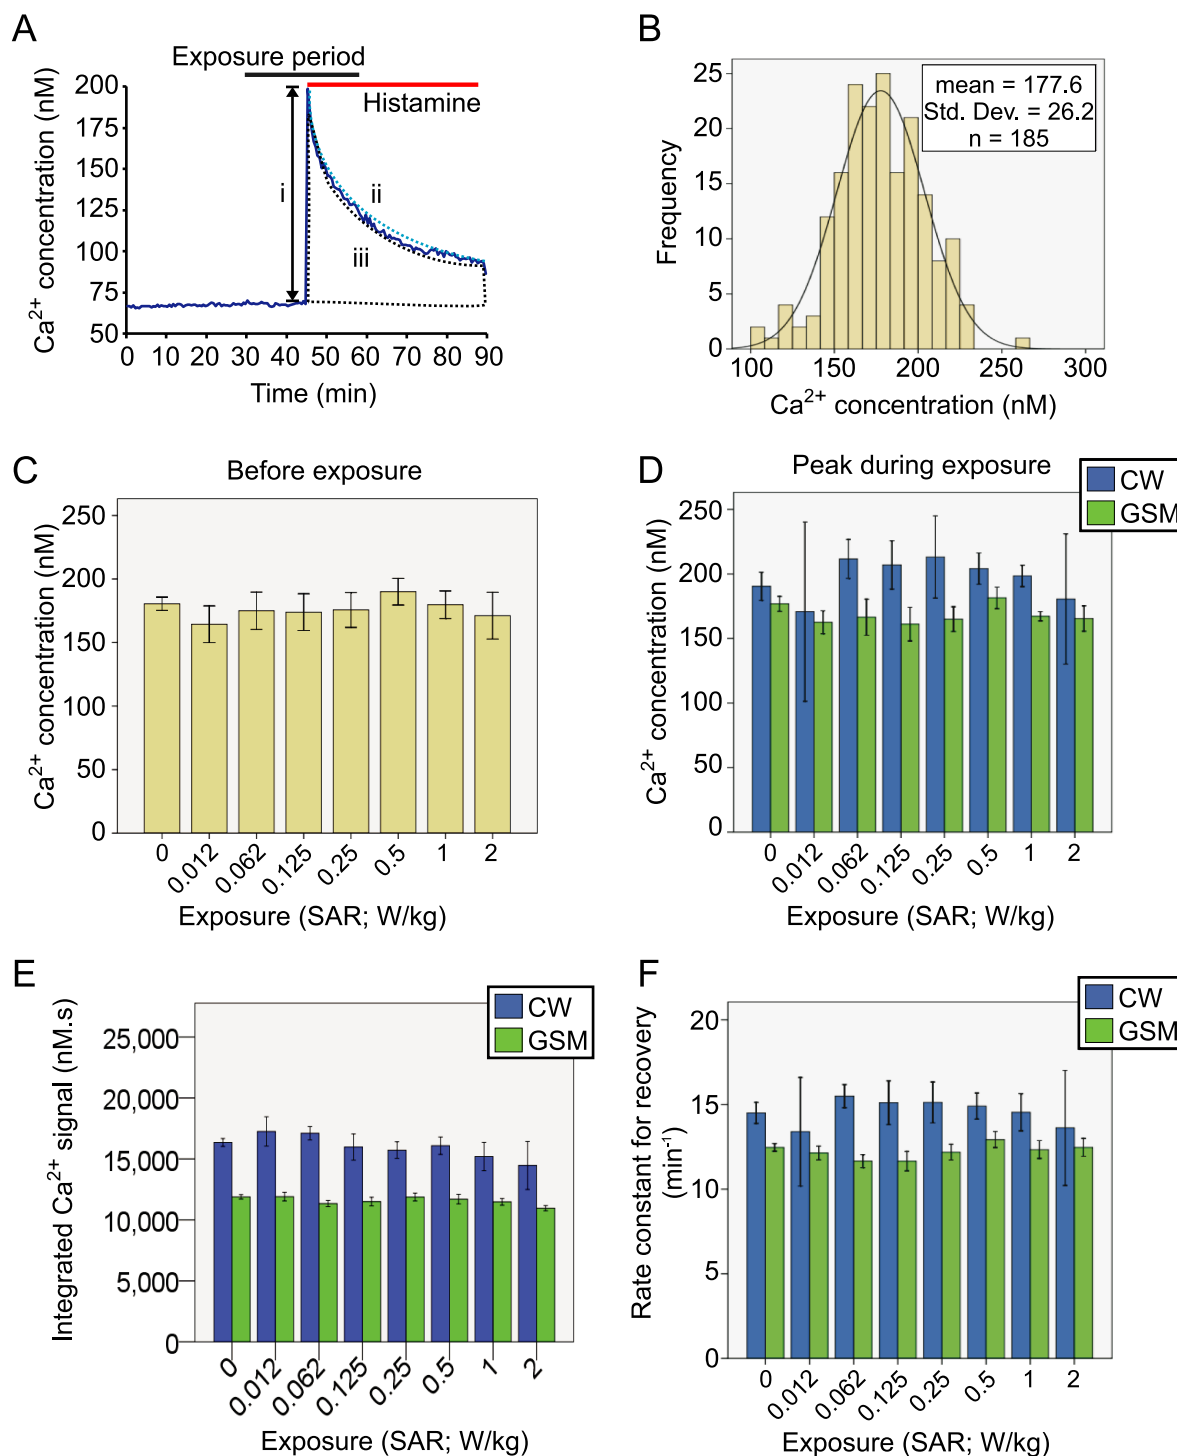 A
Exposure period
Histamine
Ca2+ concentration (nM)
200
175
150
125
100
75
50
i
ii
iii
0 10 20 30 40 50 60 70 80 90
Time (min)
B
mean = 177.6
Std. Dev. = 26.2
n = 185
Frequency
25
20
15
10
5
0
100 150 200 250 300
Ca2+ concentration (nM)
C
Before exposure
Ca2+ concentration (nM)
250
200
150
100
50
0
0 0.012 0.062 0.125 0.25 0.5 1 2
Exposure (SAR; W/kg)
D
Peak during exposure
CW
GSM
Ca2+ concentration (nM)
250
200
150
100
50
0
0 0.012 0.062 0.125 0.25 0.5 1 2
Exposure (SAR; W/kg)
E
CW
GSM
Integrated Ca2+ signal (nM.s)
25,000
20,000
15,000
10,000
5,000
0
0 0.012 0.062 0.125 0.25 0.5 1 2
Exposure (SAR; W/kg)
F
CW
GSM
Rate constant for recovery
(min-1)
20
15
10
5
0
0 0.012 0.062 0.125 0.25 0.5 1 2
Exposure (SAR; W/kg)